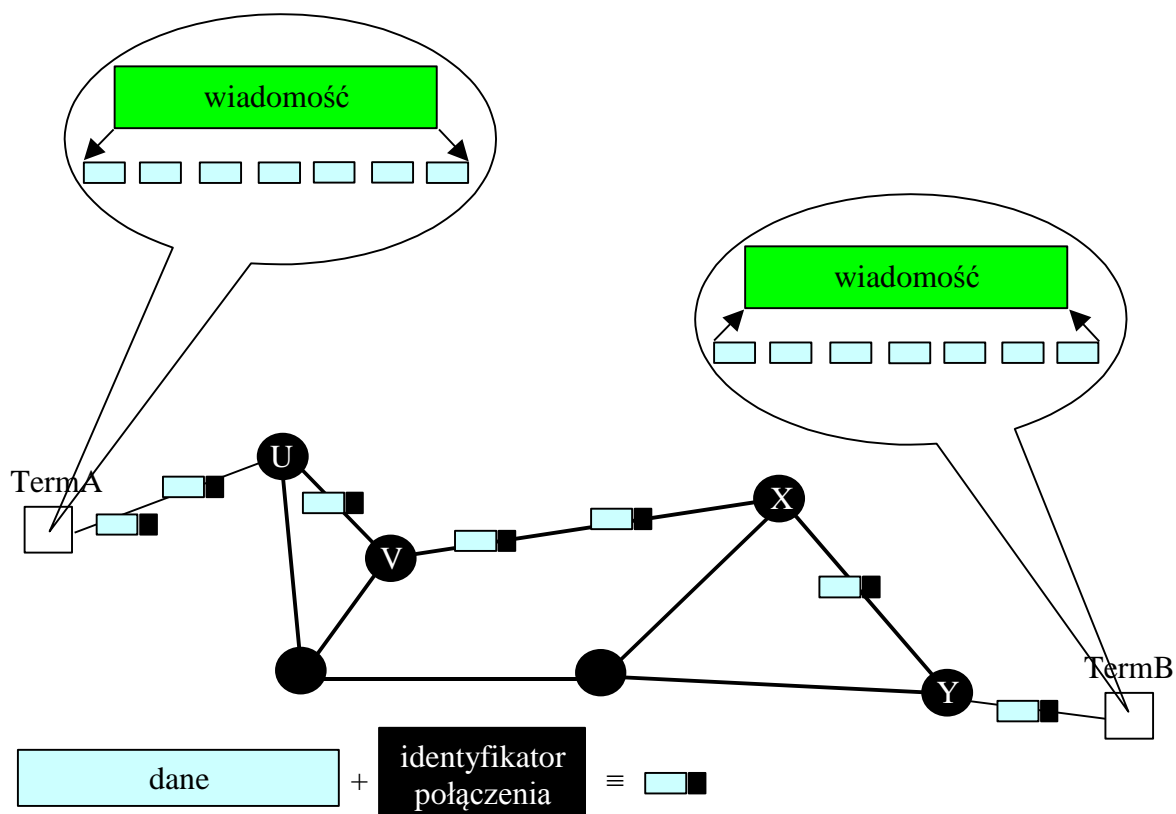 wiadomość
wiadomość
U
TermA
X
V
TermB
Y
dane
+
identyfikator
połączenia
≡